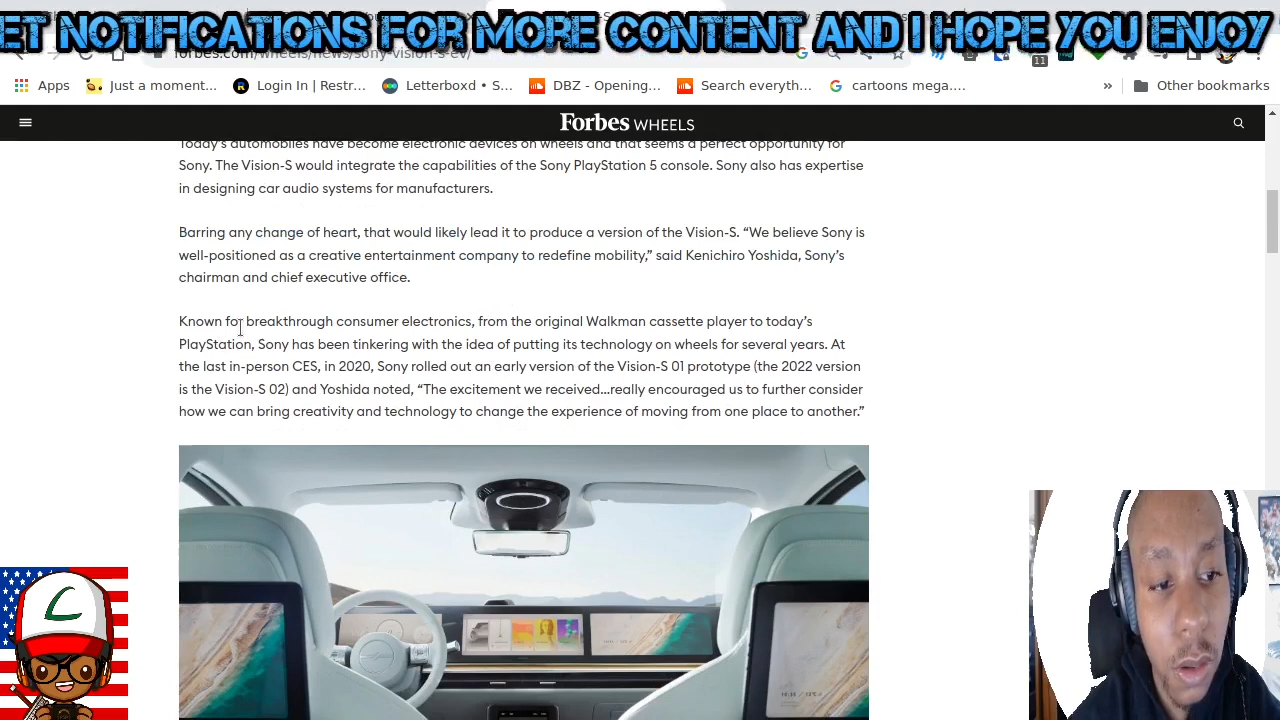 ET NOTIFICATIONS FOR MORE CONTENT AND I HOPE YOU ENJOY
forbes.com/wheels/news/sony-vision-s-ev/
11
Apps
Just a moment...
Login In | Restr...
Letterboxd • S...
DBZ - Opening...
Search everyth...
cartoons mega....
»
Other bookmarks
Forbes WHEELS
Today's automobiles have become electronic devices on wheels and that seems a perfect opportunity for
Sony. The Vision-S would integrate the capabilities of the Sony PlayStation 5 console. Sony also has expertise
in designing car audio systems for manufacturers.
Barring any change of heart, that would likely lead it to produce a version of the Vision-S. “We believe Sony is
well-positioned as a creative entertainment company to redefine mobility,” said Kenichiro Yoshida, Sony’s
chairman and chief executive office.
Known for breakthrough consumer electronics, from the original Walkman cassette player to today’s
PlayStation, Sony has been tinkering with the idea of putting its technology on wheels for several years. At
the last in-person CES, in 2020, Sony rolled out an early version of the Vision-S 01 prototype (the 2022 version
is the Vision-S 02) and Yoshida noted, “The excitement we received...really encouraged us to further consider
how we can bring creativity and technology to change the experience of moving from one place to another.”